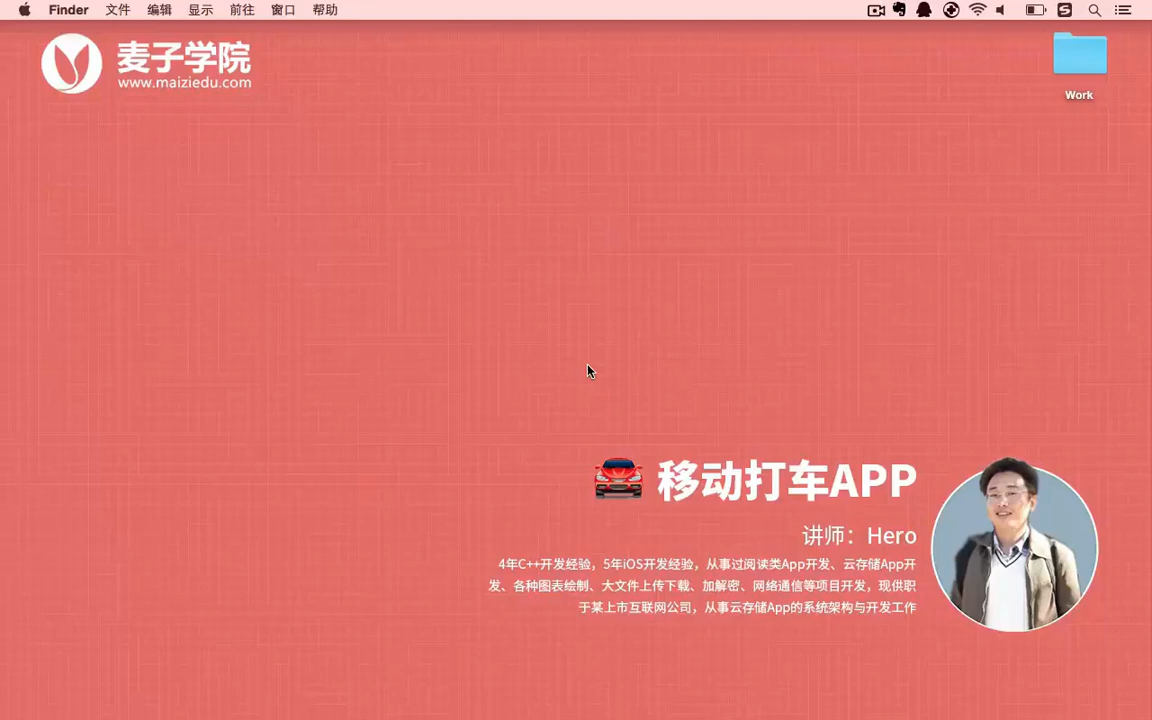 Finder 文件 编辑 显示 前往 窗口 帮助
麦子学院
www.maiziedu.com
Work
移动打车APP
讲师：Hero
4年C++开发经验，5年iOS开发经验，从事过阅读类App开发、云存储App开
发、各种图表绘制、大文件上传下载、加解密、网络通信等项目开发，现供职
于某上市互联网公司，从事云存储App的系统架构与开发工作